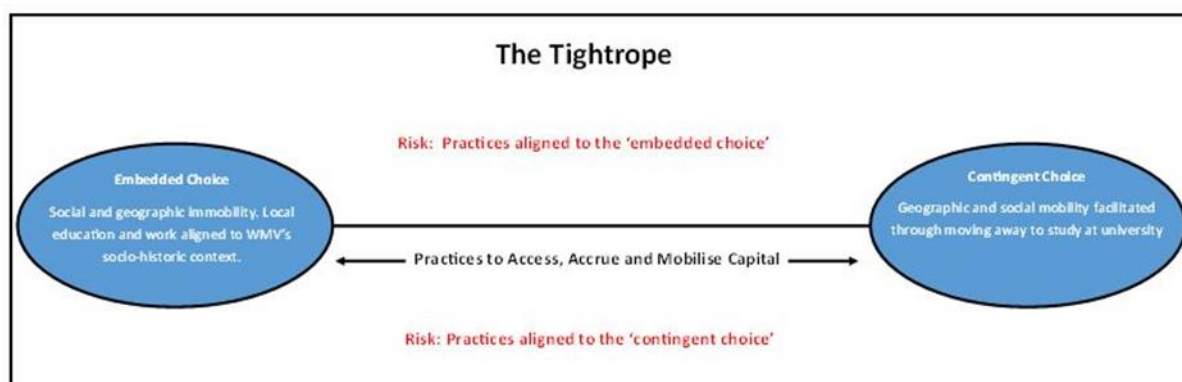 The Tightrope
Risk: Practices aligned to the ‘embedded choice’
Embedded Choice
Social and geographic immobility. Local
education and work aligned to WMV's
socio-historic context.
Contingent Choice
Geographic and social mobility facilitated
through moving away to study at university
Practices to Access, Accrue and Mobilise Capital
Risk: Practices aligned to the ‘contingent choice’